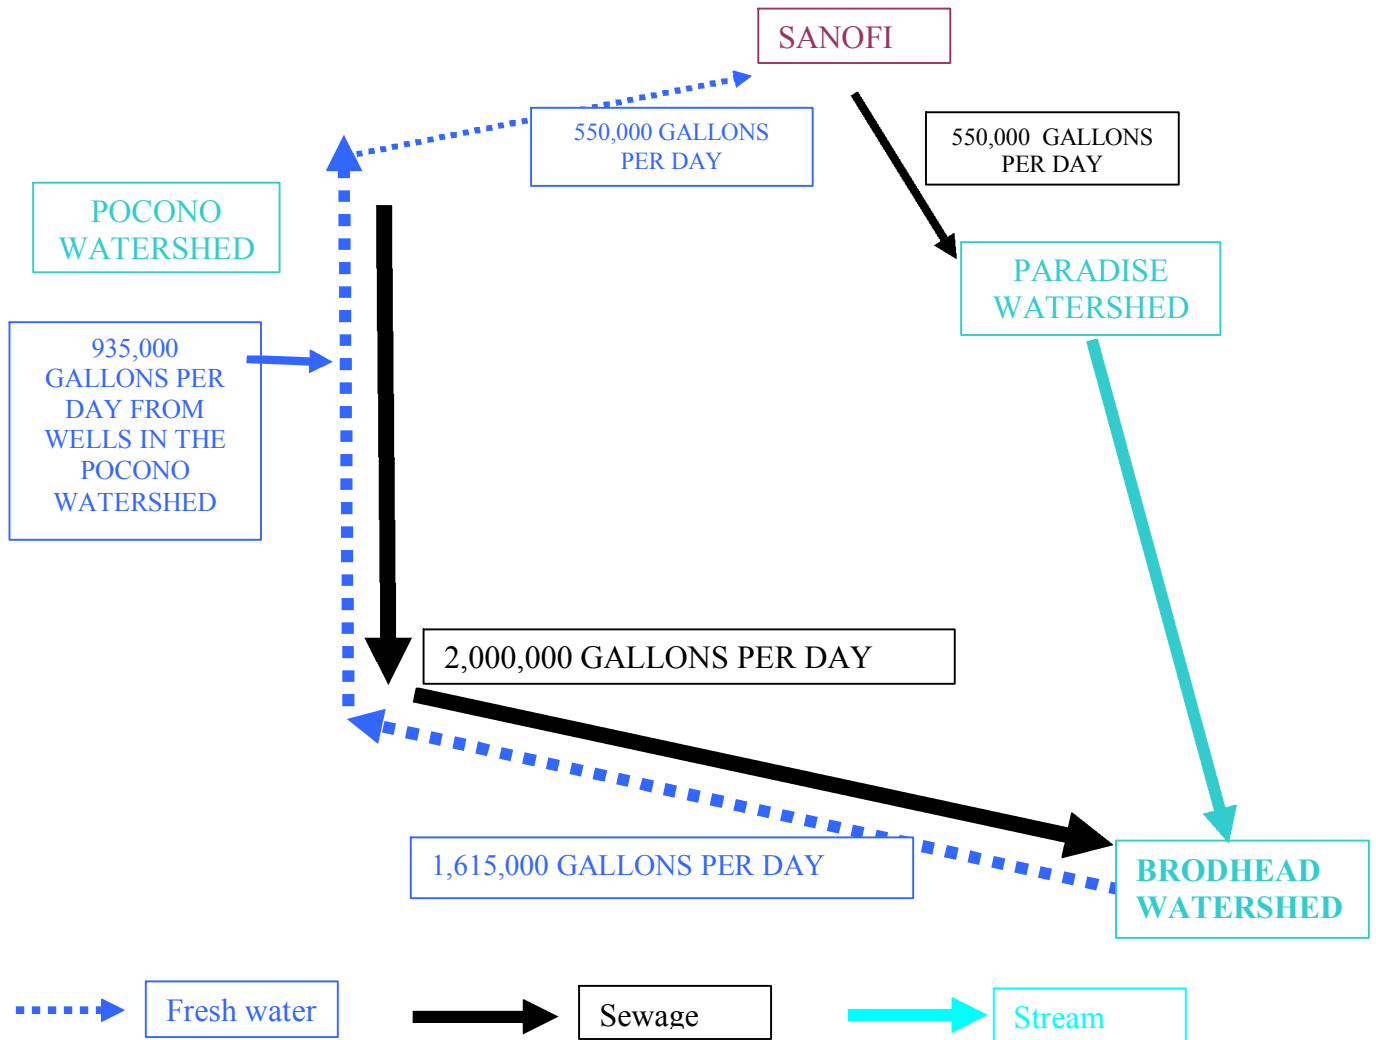 SANOFI
550,000 GALLONS
PER DAY
550,000 GALLONS
PER DAY
POCONO
WATERSHED
PARADISE
WATERSHED
935,000
GALLONS PER
DAY FROM
WELLS IN THE
POCONO
WATERSHED
2,000,000 GALLONS PER DAY
1,615,000 GALLONS PER DAY
BRODHEAD
WATERSHED
Fresh water
Sewage
Stream